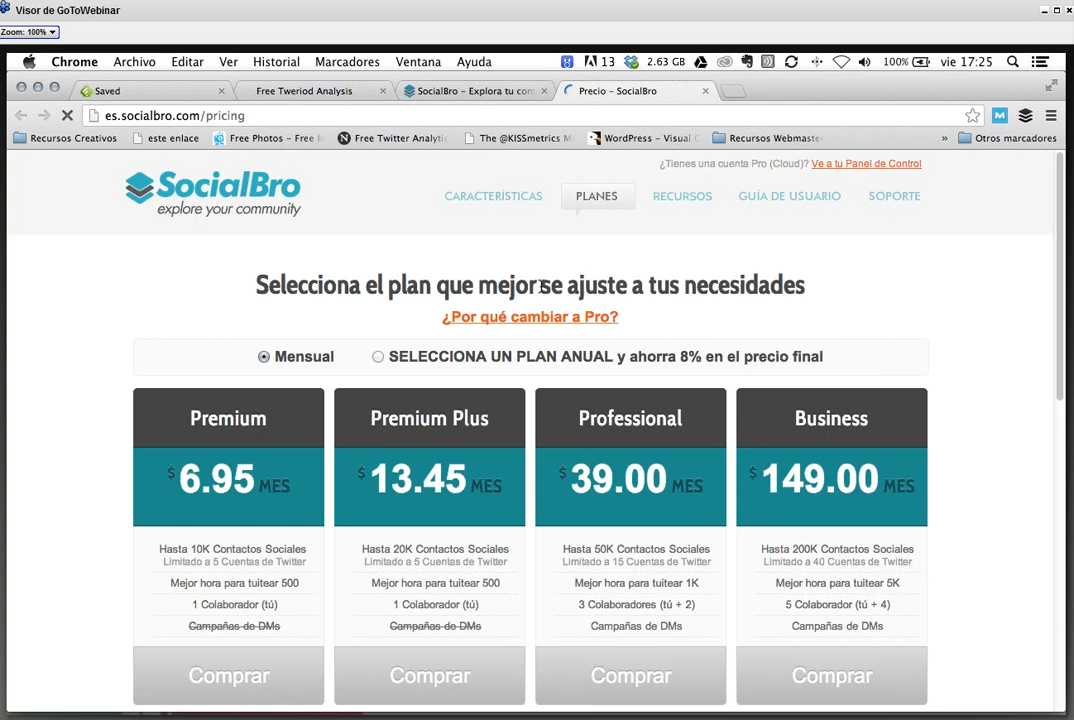 Visor de GoToWebinar
Zoom: 100%
Chrome Archivo Editar Ver Historial Marcadores Ventana Ayuda 13 2.63 GB 100% vie 17:25
Saved Free Tweriod Analysis SocialBro – Explora tu com Precio – SocialBro
es.socialbro.com/pricing
Recursos Creativos este enlace Free Photos – Free I Free Twitter Analytic The @KISSmetrics M WordPress – Visual C Recursos Webmaste » Otros marcadores
¿Tienes una cuenta Pro (Cloud)? Ve a tu Panel de Control
SocialBro
explore your community
CARACTERÍSTICAS PLANES RECURSOS GUÍA DE USUARIO SOPORTE
Selecciona el plan que mejor se ajuste a tus necesidades
¿Por qué cambiar a Pro?
Mensual SELECCIONA UN PLAN ANUAL y ahorra 8% en el precio final
Premium
$ 6.95 MES
Hasta 10K Contactos Sociales
Limitado a 5 Cuentas de Twitter
Mejor hora para tuitear 500
1 Colaborador (tú)
Campañas de DMs
Comprar
Premium Plus
$ 13.45 MES
Hasta 20K Contactos Sociales
Limitado a 5 Cuentas de Twitter
Mejor hora para tuitear 500
1 Colaborador (tú)
Campañas de DMs
Comprar
Professional
$ 39.00 MES
Hasta 50K Contactos Sociales
Limitado a 15 Cuentas de Twitter
Mejor hora para tuitear 1K
3 Colaboradores (tú + 2)
Campañas de DMs
Comprar
Business
$ 149.00 MES
Hasta 200K Contactos Sociales
Limitado a 40 Cuentas de Twitter
Mejor hora para tuitear 5K
5 Colaborador (tú + 4)
Campañas de DMs
Comprar